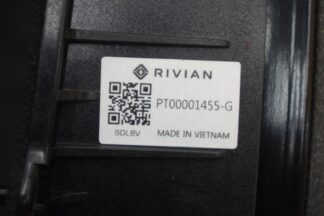 RIVIAN
PT00001455-G
SGLBV MADE IN VIETNAM